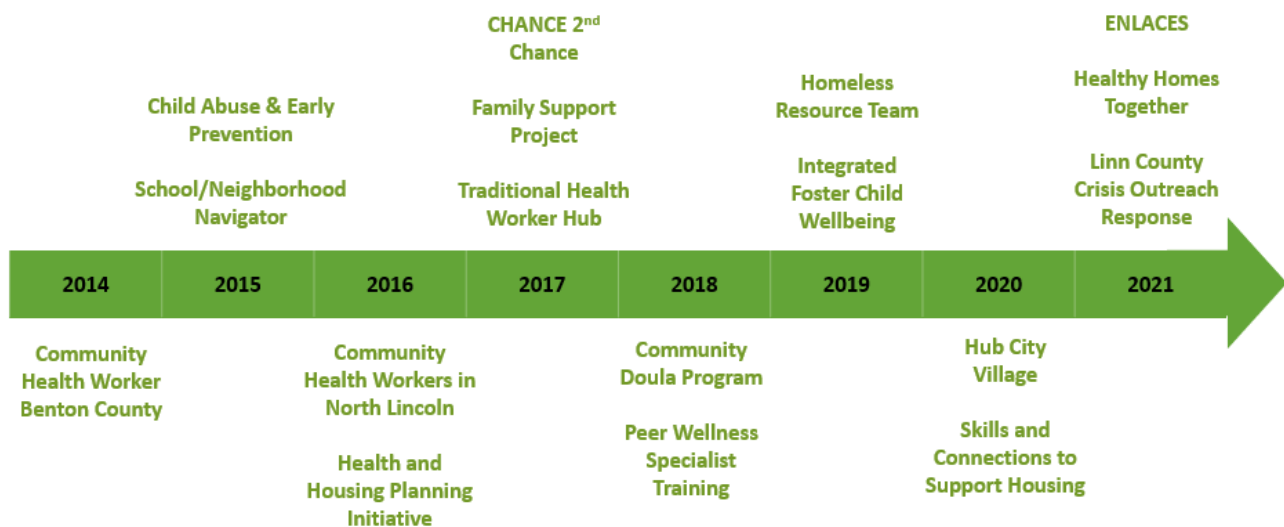 CHANCE 2nd
Chance
Family Support
Project
Traditional Health
Worker Hub
ENLACES
Healthy Homes
Together
Linn County
Crisis Outreach
Response
Child Abuse & Early
Prevention
School/Neighborhood
Navigator
Homeless
Resource Team
Integrated
Foster Child
Wellbeing
2014 2015 2016 2017 2018 2019 2020 2021
Community
Health Worker
Benton County
Community
Health Workers in
North Lincoln
Health and
Housing Planning
Initiative
Community
Doula Program
Peer Wellness
Specialist
Training
Hub City
Village
Skills and
Connections to
Support Housing